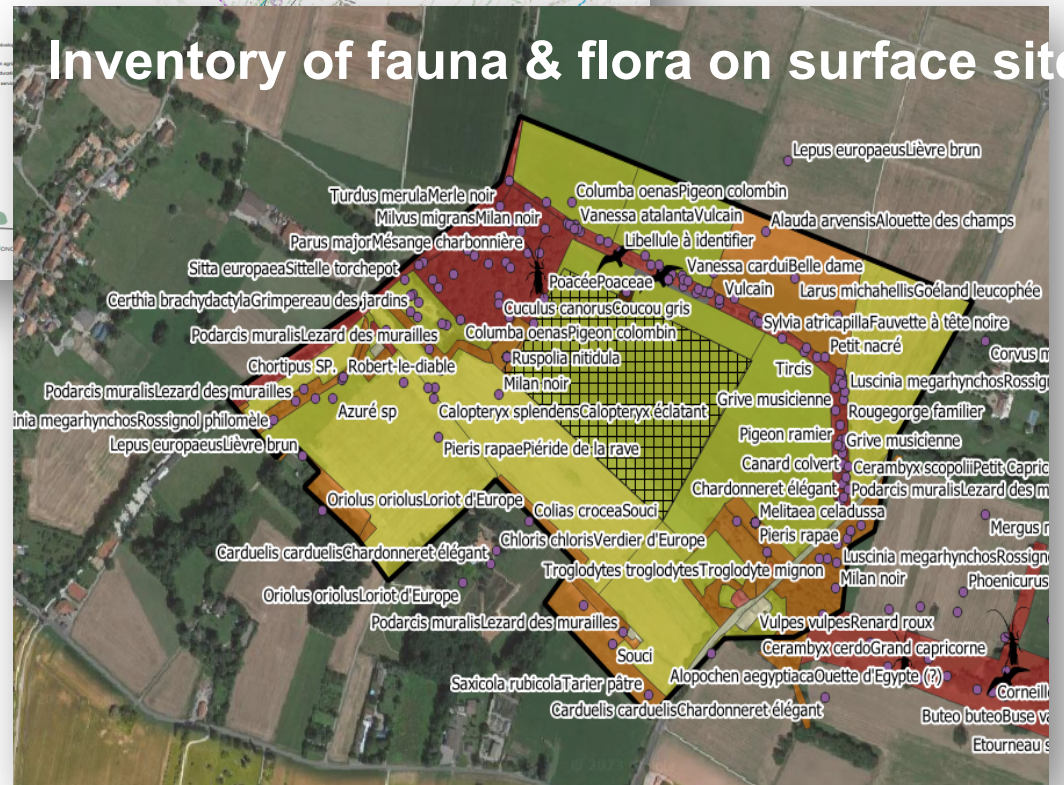 Inventory of fauna & flora on surface site
Lepus europaeusLièvre brun
Turdus merulaMerle noir
Columba oenasPigeon colombin
Milvus migransMilan noir
Vanessa atalantaVulcain
Alauda arvensisAlouette des champs
Parus majorMésange charbonnière
Libellule à identifier
Sitta europaeaSittelle torchepot
Vanessa carduiBelle dame
PoacéePoaceae
Vulcain
Larus michahellisGoéland leucophée
Certhia brachydactylaGrimpereau des jardins
Cuculus canorusCoucou gris
Sylvia atricapillaFauvette à tête noire
Podarcis muralisLezard des murailles
Columba oenasPigeon colombin
Petit nacré
Corvus m
Ruspolia nitidula
Chortipus SP.
Robert-le-diable
Tircis
Milan noir
Luscinia megarhynchosRossig
Podarcis muralisLezard des murailles
Grive musicienne
Azuré sp
Calopteryx splendensCalopteryx éclatant
Rougegorge familier
inia megarhynchosRossignol philomèle
Pigeon ramier
Grive musicienne
Lepus europaeusLièvre brun
Pieris rapaePiéride de la rave
Canard colvert
Cerambyx scopoliiPetit Capric
Chardonneret élégant
Podarcis muralisLezard des m
Oriolus oriolusLoriot d'Europe
Colias croceaSouci
Melitaea celadussa
Mergus
Chloris chlorisVerdier d'Europe
Pieris rapae
Carduelis carduelisChardonneret élégant
Luscinia megarhynchosRossign
Troglodytes troglodytesTroglodyte mignon
Milan noir
Phoenicurus
Oriolus oriolusLoriot d'Europe
Podarcis muralisLezard des murailles
Vulpes vulpesRenard roux
Cerambyx cerdoGrand capricorne
Souci
Alopochen aegyptiacaOuette d'Egypte (?)
Saxicola rubicolaTarier pâtre
Corneill
Carduelis carduelisChardonneret élégant
Buteo buteoBuse va
Etourneau s